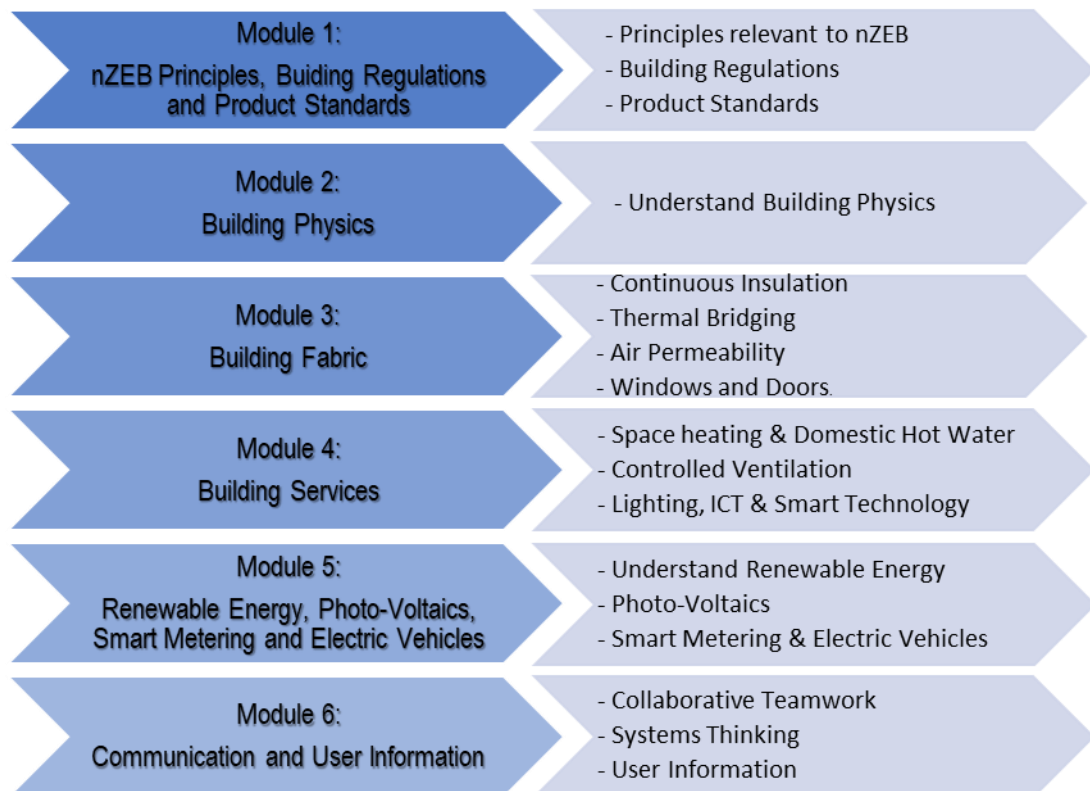 Module 1:
nZEB Principles, Buiding Regulations
and Product Standards
- Principles relevant to nZEB
- Building Regulations
- Product Standards
Module 2:
Building Physics
- Understand Building Physics
Module 3:
Building Fabric
- Continuous Insulation
- Thermal Bridging
- Air Permeability
- Windows and Doors.
Module 4:
Building Services
- Space heating & Domestic Hot Water
- Controlled Ventilation
- Lighting, ICT & Smart Technology
Module 5:
Renewable Energy, Photo-Voltaics,
Smart Metering and Electric Vehicles
- Understand Renewable Energy
- Photo-Voltaics
- Smart Metering & Electric Vehicles
Module 6:
Communication and User Information
- Collaborative Teamwork
- Systems Thinking
- User Information